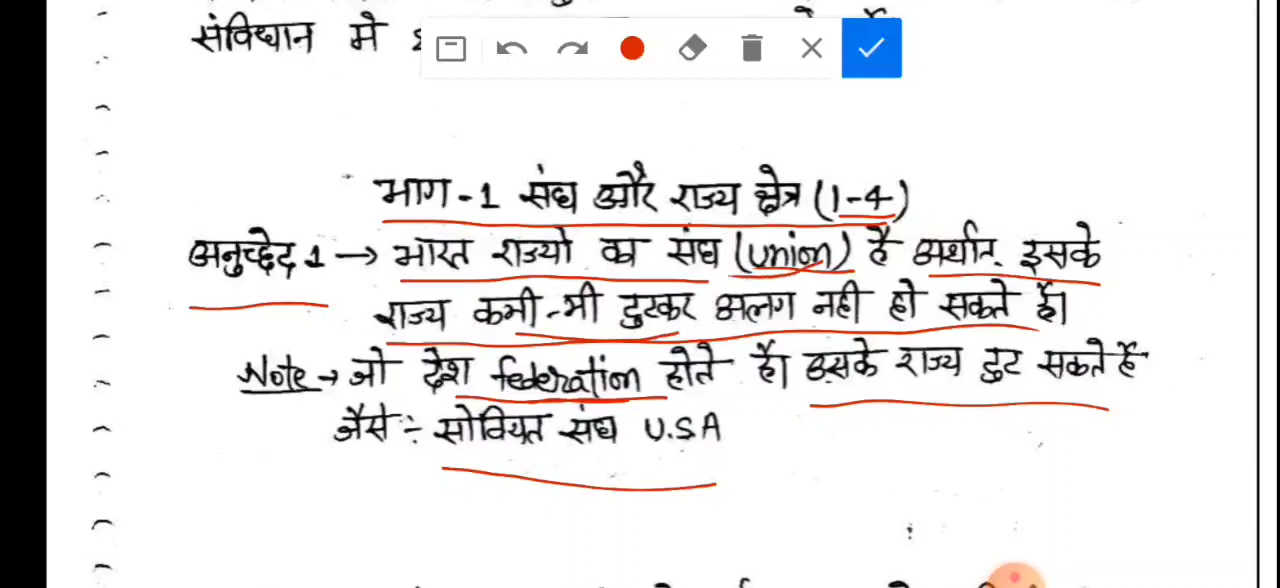 संविधान मे
भाग-1 संघ और राज्य क्षेत्र (1-4)
अनुच्छेद 1 → भारत राज्यो का संघ (union) है अर्थात इसके
राज्य कभी-भी टुटकर अलग नही हो सकते है।
Note → जो देश federation होते है। उसके राज्य टुट सकते है
जैसे :- सोवियत संघ U.S.A